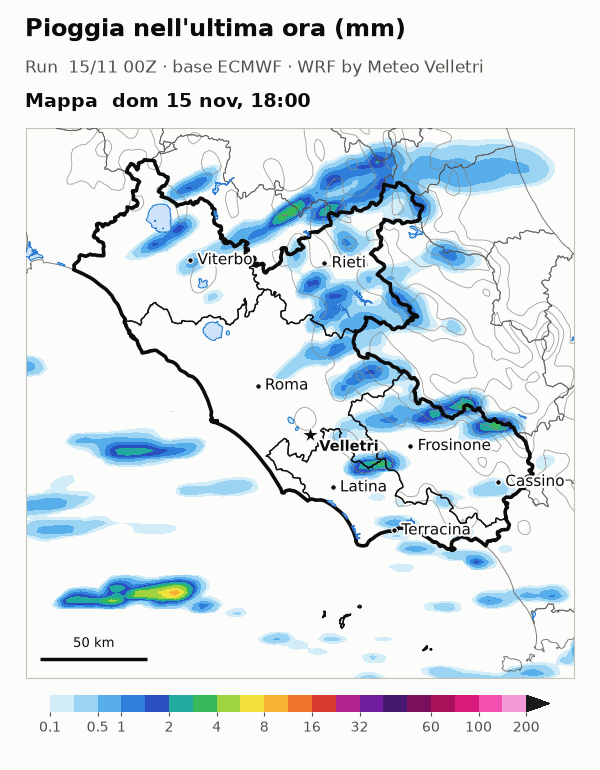 Pioggia nell'ultima ora (mm)
Run  15/11 00Z · base ECMWF · WRF by Meteo Velletri
Mappa  dom 15 nov, 18:00
Viterbo
Rieti
Roma
Velletri
Frosinone
Latina
Cassino
Terracina
50 km
0.1 0.5 1 2 4 8 16 32 60 100 200